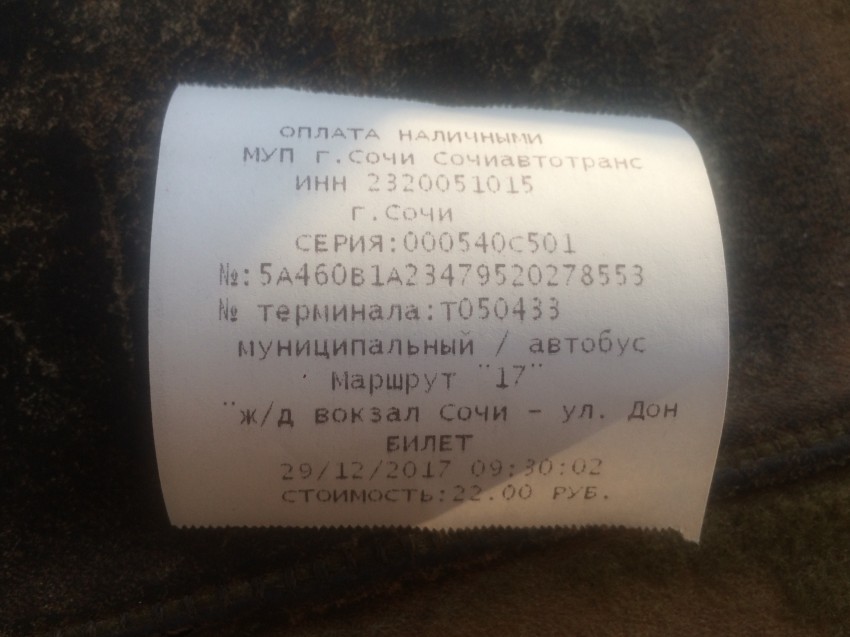 ОПЛАТА НАЛИЧНЫМИ
МУП г.Сочи Сочиавтотранс
ИНН 2320051015
г.Сочи
СЕРИЯ:000540С501
№:5А460В1А23479520278553
№ терминала:Т050433
муниципальный / автобус
Маршрут "17"
"ж/д вокзал Сочи - ул. Дон
БИЛЕТ
29/12/2017 09:30:02
СТОИМОСТЬ:22.00 РУБ.